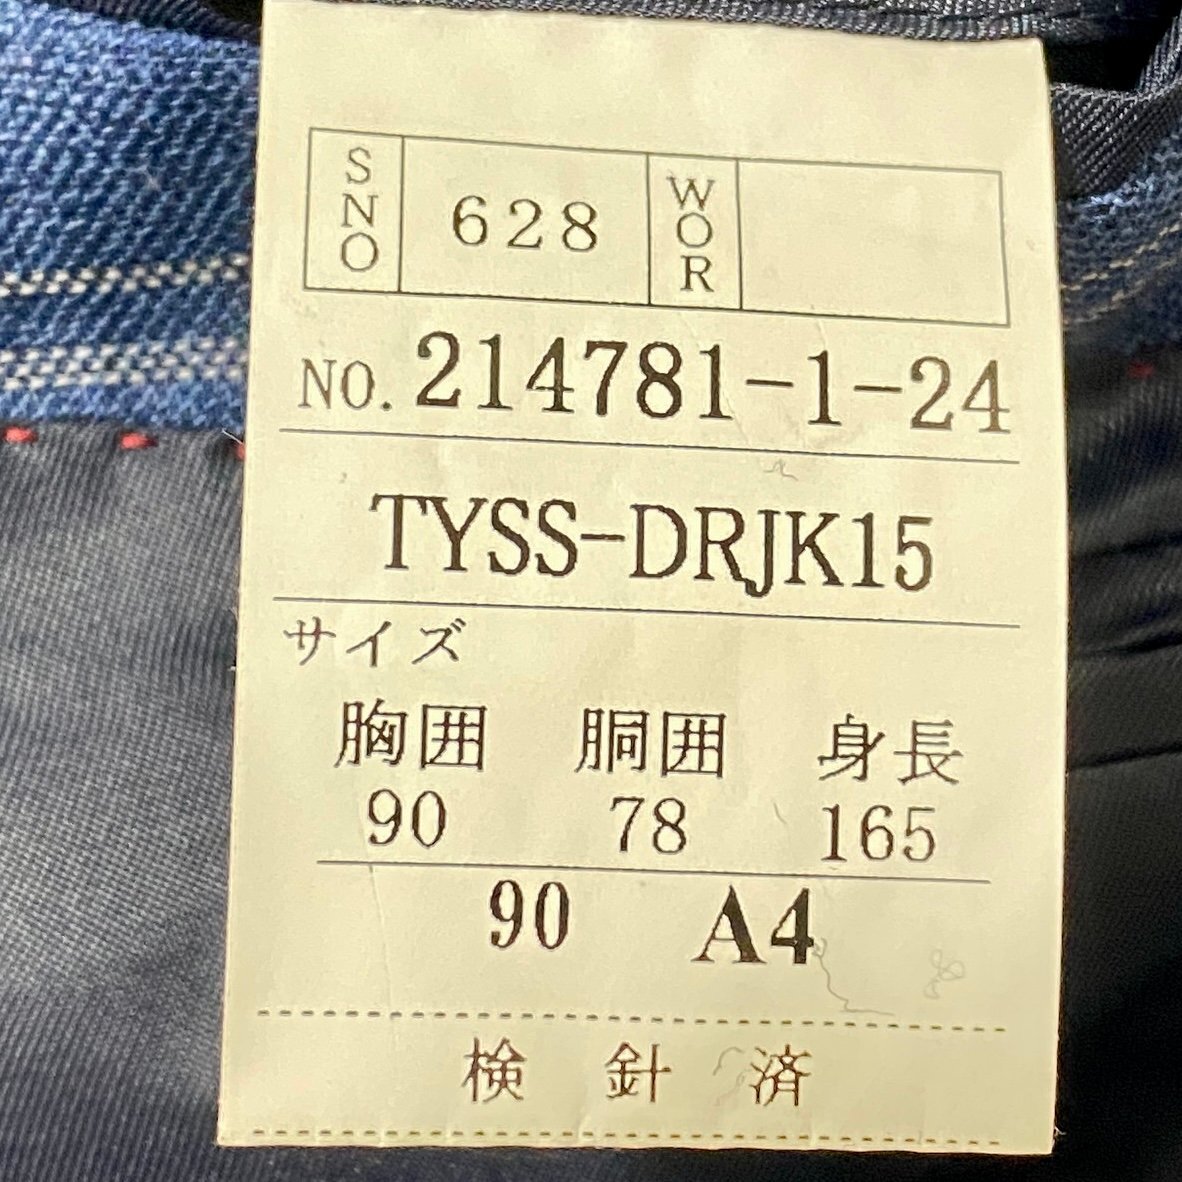 SNO 628 WOR
NO. 214781-1-24
TYSS-DRJK15
サイズ
胸囲 胴囲 身長
90 78 165
90 A4
検 針 済